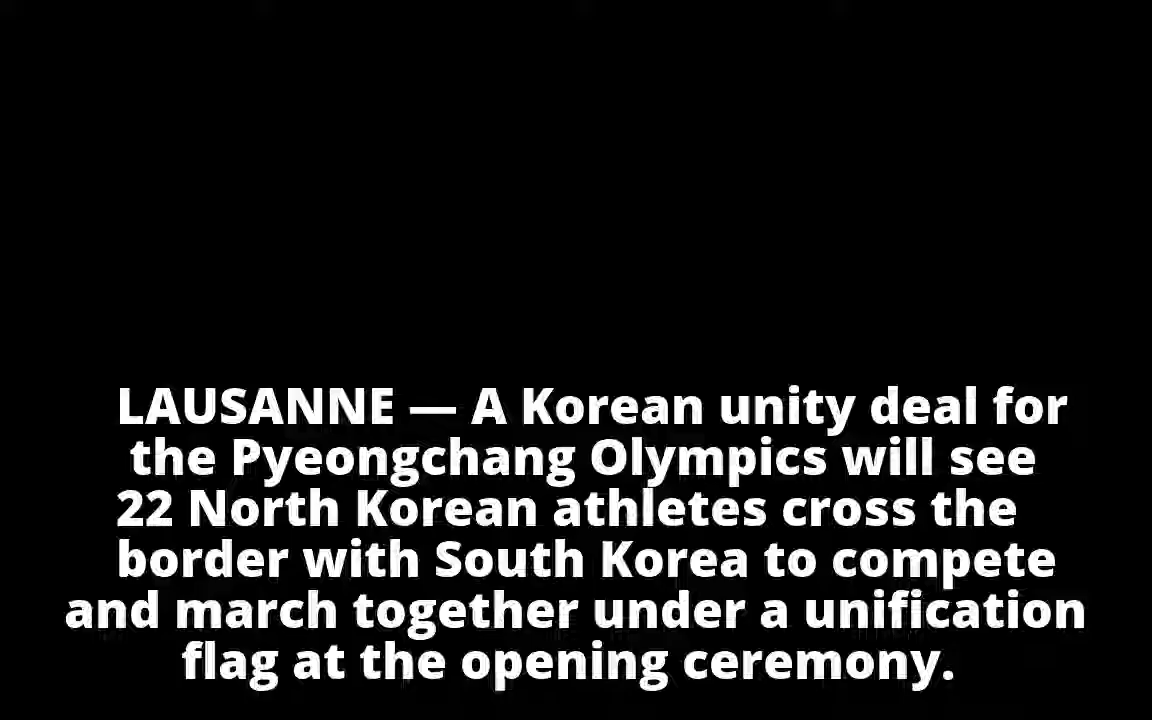 LAUSANNE — A Korean unity deal for
the Pyeongchang Olympics will see
22 North Korean athletes cross the
border with South Korea to compete
and march together under a unification
flag at the opening ceremony.